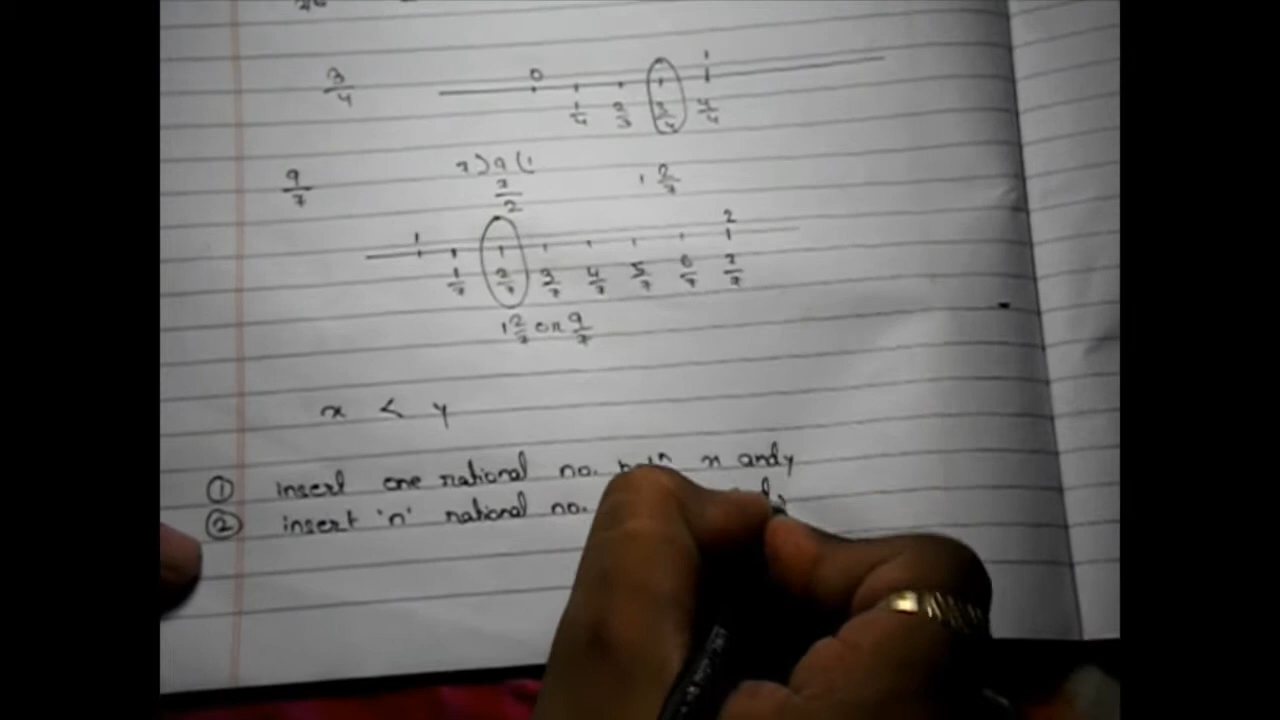 3/4
0 1
1/4 2/3 3/4 4/4
9/7 7)9(1 1 2/7
7
2
1 2
1/7 2/7 3/7 4/7 5/7 6/7 7/7
1 2/7 or 9/7
x < y
① insert one rational no. x and y
② insert 'n' rational no.